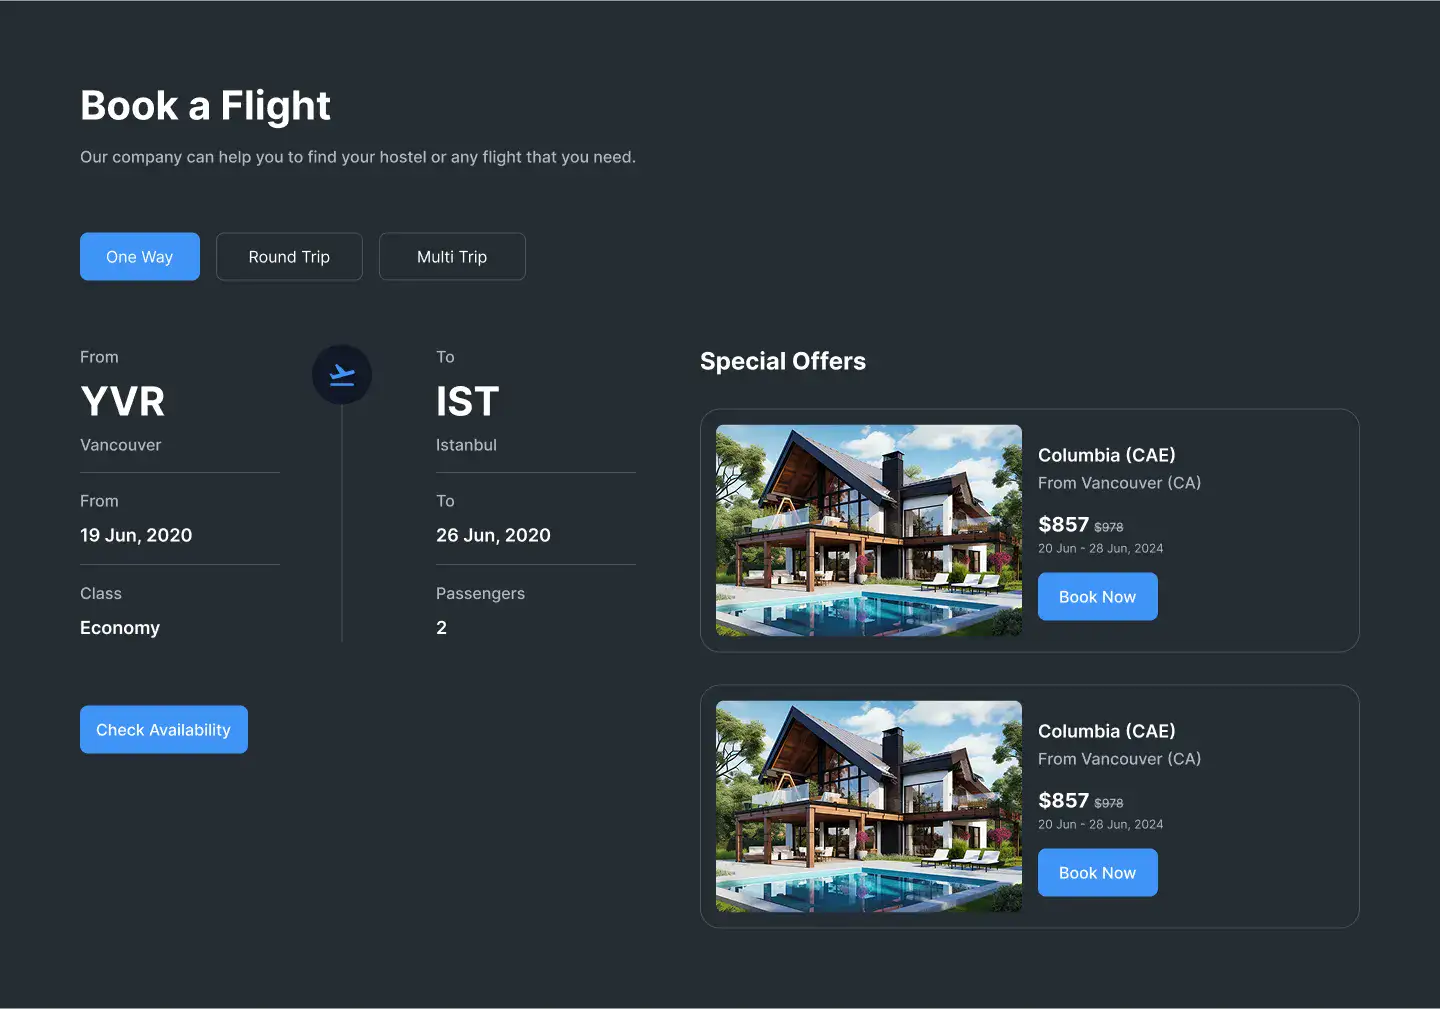 Book a Flight
Our company can help you to find your hostel or any flight that you need.
One Way
Round Trip
Multi Trip
From
YVR
Vancouver
To
IST
Istanbul
From
19 Jun, 2020
To
26 Jun, 2020
Class
Economy
Passengers
2
Check Availability
Special Offers
Columbia (CAE)
From Vancouver (CA)
$857 $978
20 Jun - 28 Jun, 2024
Book Now
Columbia (CAE)
From Vancouver (CA)
$857 $978
20 Jun - 28 Jun, 2024
Book Now